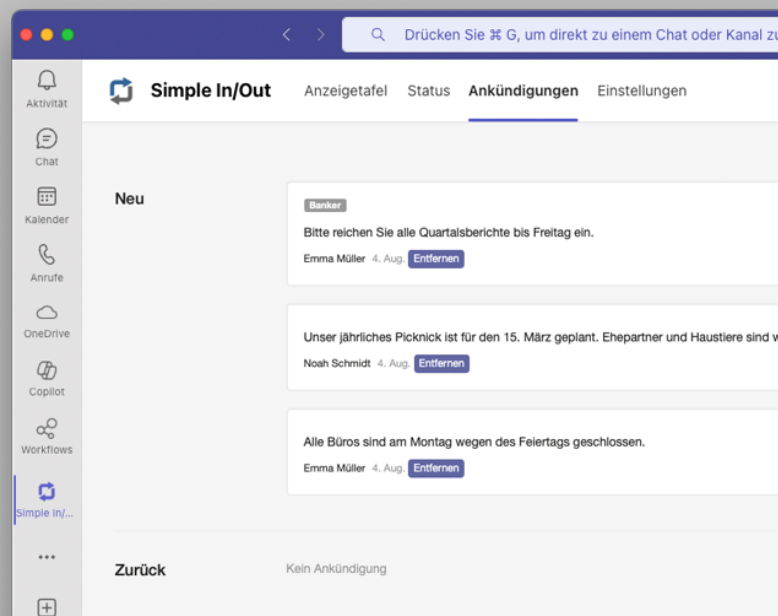 Drücken Sie ⌘ G, um direkt zu einem Chat oder Kanal
Aktivität
Chat
Kalender
Anrufe
OneDrive
Copilot
Workflows
Simple In/...
Simple In/Out Anzeigetafel Status Ankündigungen Einstellungen
Neu
Banker
Bitte reichen Sie alle Quartalsberichte bis Freitag ein.
Emma Müller 4. Aug. Entfernen
Unser jährliches Picknick ist für den 15. März geplant. Ehepartner und Haustiere sind
Noah Schmidt 4. Aug. Entfernen
Alle Büros sind am Montag wegen des Feiertags geschlossen.
Emma Müller 4. Aug. Entfernen
Zurück Kein Ankündigung